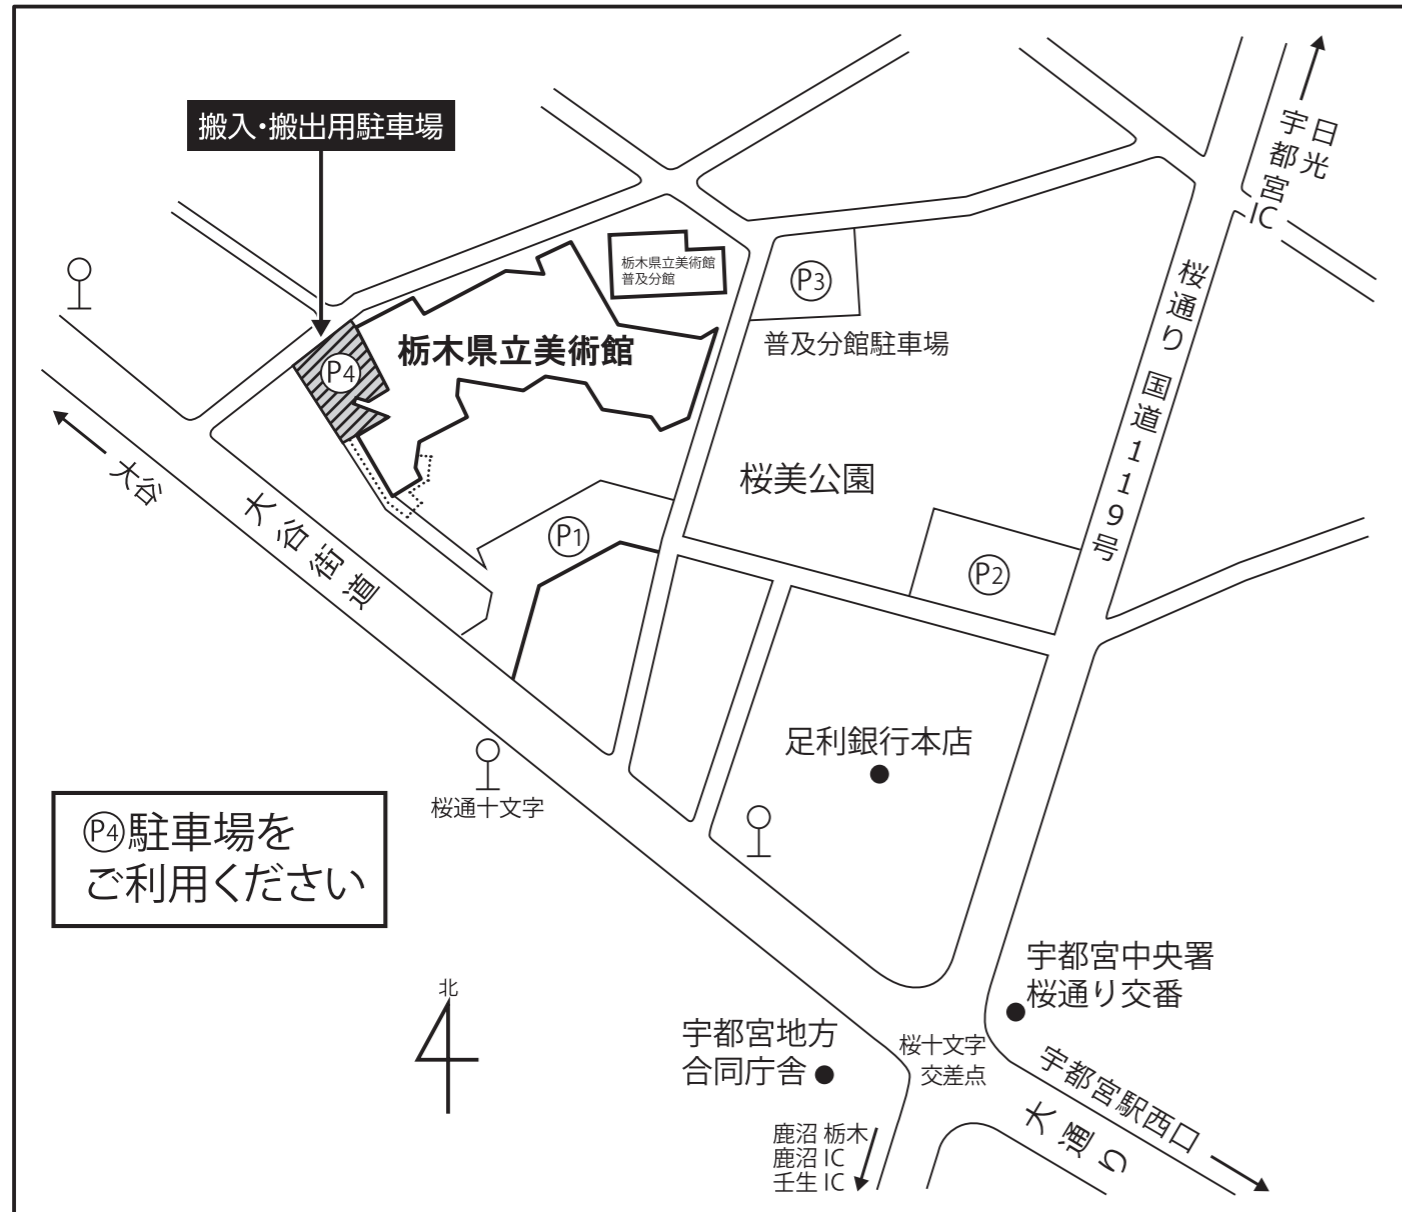 搬入・搬出用駐車場
日光
宇都宮IC
栃木県立美術館
普及分館
P3
普及分館駐車場
栃木県立美術館
P4
桜通り 国道119号
大谷
大谷街道
桜美公園
P1
P2
足利銀行本店
桜通十文字
P4駐車場を
ご利用ください
北
宇都宮中央署
桜通り交番
宇都宮地方
合同庁舎
桜十文字
交差点
宇都宮駅西口
大通り
鹿沼 栃木
鹿沼 IC
壬生 IC